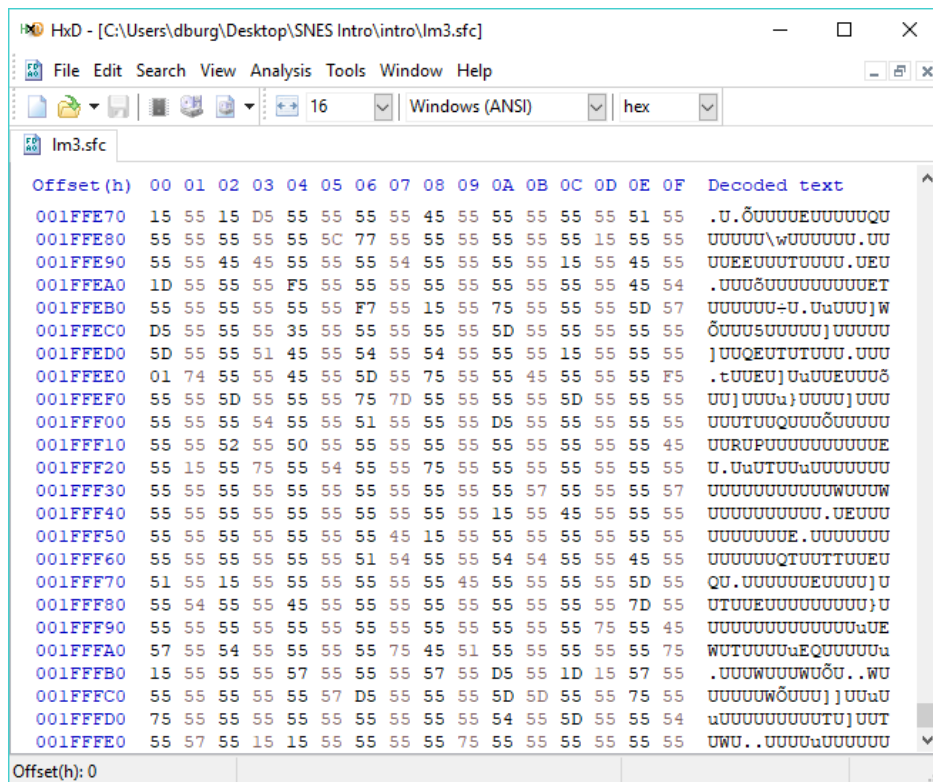 HxD - [C:\Users\dburg\Desktop\SNES Intro\intro\lm3.sfc]
File Edit Search View Analysis Tools Window Help
16 Windows (ANSI) hex
lm3.sfc
Offset(h) 00 01 02 03 04 05 06 07 08 09 0A 0B 0C 0D 0E 0F Decoded text
001FFE70 15 55 15 D5 55 55 55 55 45 55 55 55 55 55 51 55 .U.ÕUUUUEUUUUUQU
001FFE80 55 55 55 55 55 5C 77 55 55 55 55 55 55 15 55 55 UUUUU\wUUUUUU.UU
001FFE90 55 55 45 45 55 55 55 54 55 55 55 55 15 55 45 55 UUEEUUUTUUUU.UEU
001FFEA0 1D 55 55 55 F5 55 55 55 55 55 55 55 55 55 45 54 .UUUõUUUUUUUUUET
001FFEB0 55 55 55 55 55 55 F7 55 15 55 75 55 55 55 5D 57 UUUUUU÷U.UuUUU]W
001FFEC0 D5 55 55 55 35 55 55 55 55 55 5D 55 55 55 55 55 ÕUUU5UUUUU]UUUUU
001FFED0 5D 55 55 51 45 55 54 55 54 55 55 55 15 55 55 55 ]UUQEUTUTUUU.UUU
001FFEE0 01 74 55 55 45 55 5D 55 75 55 55 45 55 55 55 F5 .tUUEU]UuUUEUUUõ
001FFEF0 55 55 5D 55 55 55 75 7D 55 55 55 55 5D 55 55 55 UU]UUUu}UUUU]UUU
001FFF00 55 55 55 54 55 55 51 55 55 55 D5 55 55 55 55 55 UUUTUUQUUUÕUUUUU
001FFF10 55 55 52 55 50 55 55 55 55 55 55 55 55 55 55 45 UURUPUUUUUUUUUUE
001FFF20 55 15 55 75 55 54 55 55 75 55 55 55 55 55 55 55 U.UuUTUUuUUUUUUU
001FFF30 55 55 55 55 55 55 55 55 55 55 55 57 55 55 55 57 UUUUUUUUUUUWUUUW
001FFF40 55 55 55 55 55 55 55 55 55 55 15 55 45 55 55 55 UUUUUUUUUU.UEUUU
001FFF50 55 55 55 55 55 55 55 45 15 55 55 55 55 55 55 55 UUUUUUUE.UUUUUUU
001FFF60 55 55 55 55 55 55 51 54 55 55 54 54 55 55 45 55 UUUUUUQTUUTTUUEU
001FFF70 51 55 15 55 55 55 55 55 55 45 55 55 55 55 5D 55 QU.UUUUUUEUUUU]U
001FFF80 55 54 55 55 45 55 55 55 55 55 55 55 55 55 7D 55 UTUUEUUUUUUUUU}U
001FFF90 55 55 55 55 55 55 55 55 55 55 55 55 55 75 55 45 UUUUUUUUUUUUUuUE
001FFFA0 57 55 54 55 55 55 55 75 45 51 55 55 55 55 55 75 WUTUUUUuEQUUUUUu
001FFFB0 15 55 55 55 57 55 55 55 57 55 D5 55 1D 15 57 55 .UUUWUUUWUÕU..WU
001FFFC0 55 55 55 55 55 57 D5 55 55 55 5D 5D 55 55 75 55 UUUUUWÕUUU]]UUuU
001FFFD0 75 55 55 55 55 55 55 55 55 55 54 55 5D 55 55 54 uUUUUUUUUUTU]UUT
001FFFE0 55 57 55 15 15 55 55 55 55 75 55 55 55 55 55 55 UWU..UUUUuUUUUUU
Offset(h): 0